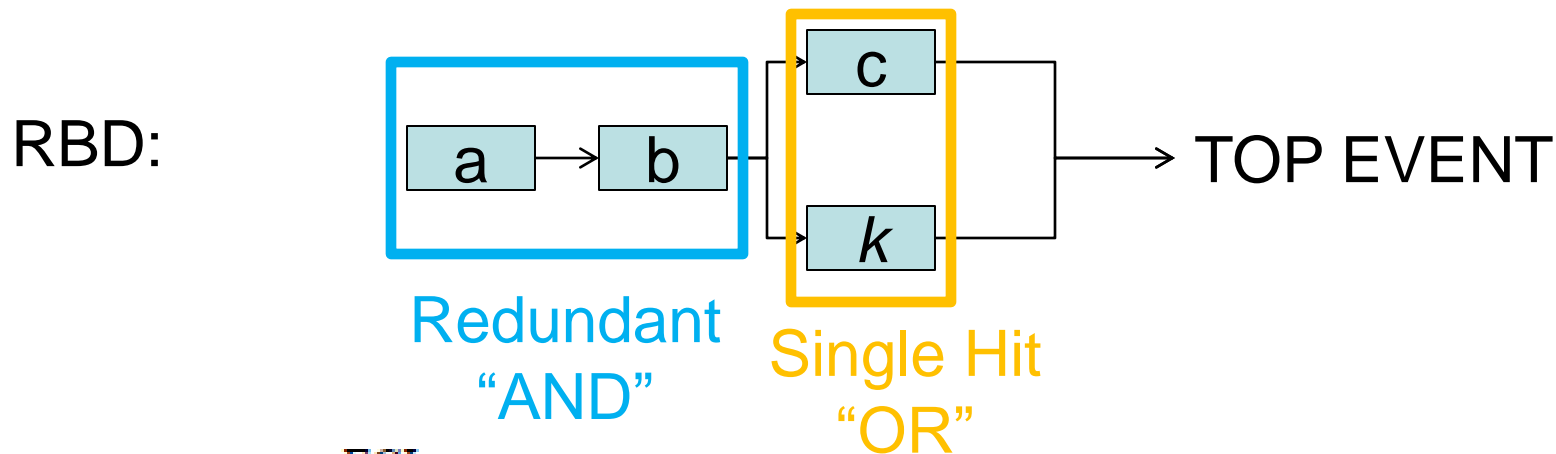 RBD:
a
b
c
k
TOP EVENT
Redundant
“AND”
Single Hit
“OR”